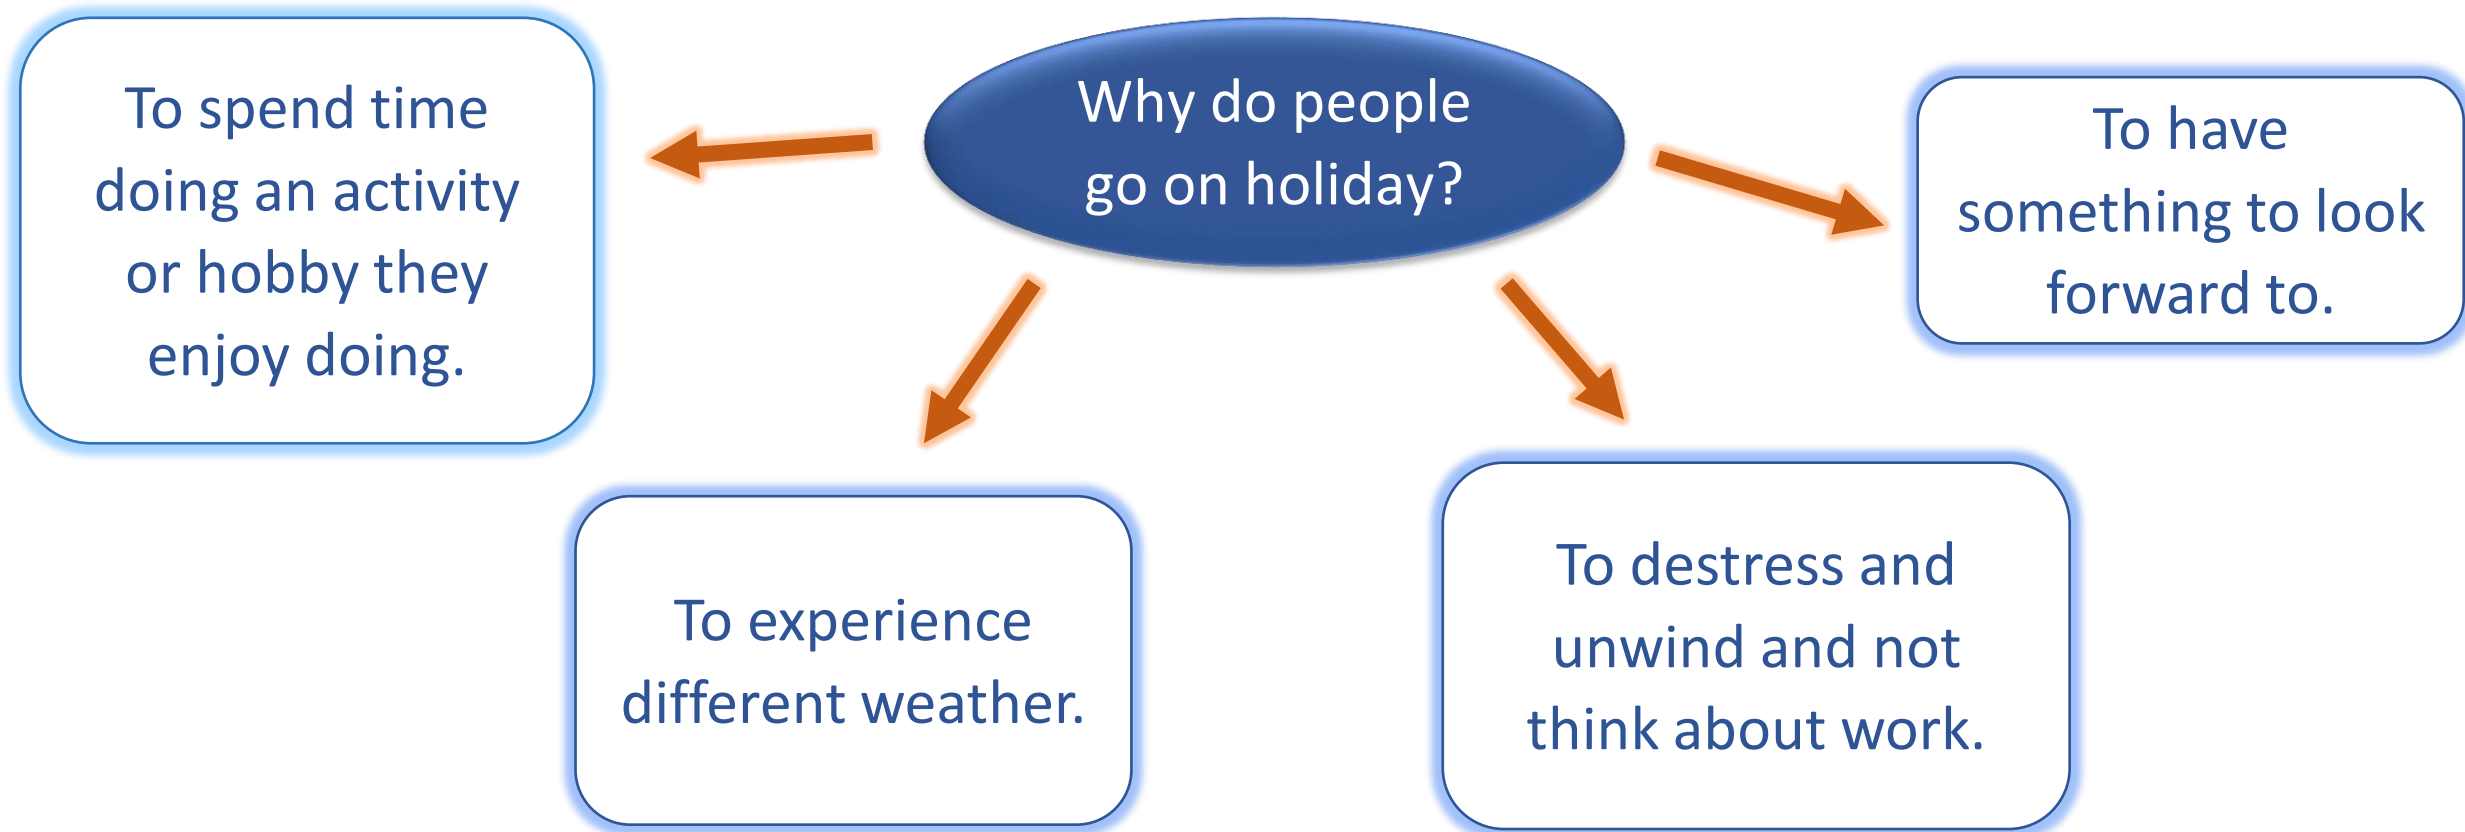 Why do people
go on holiday?
To spend time
doing an activity
or hobby they
enjoy doing.
To have
something to look
forward to.
To experience
different weather.
To destress and
unwind and not
think about work.